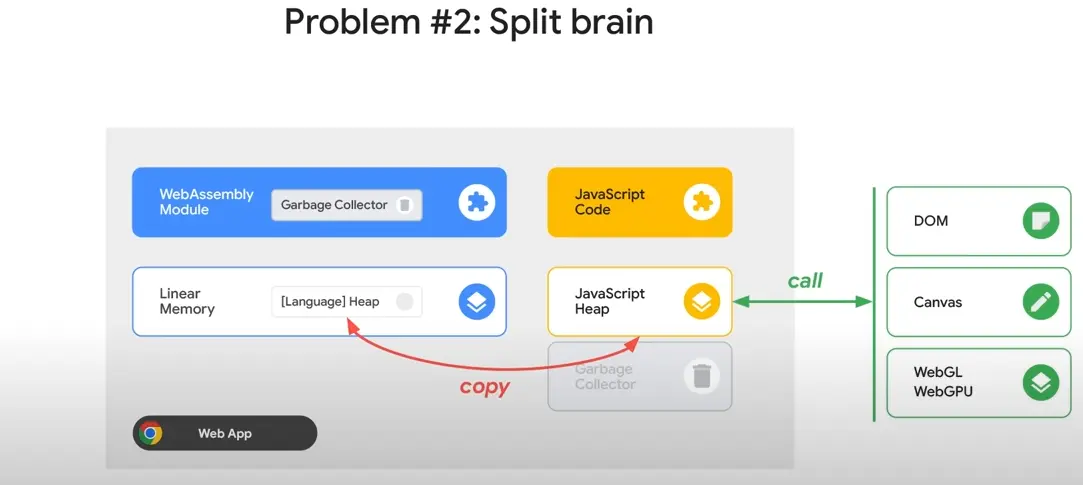 Problem #2: Split brain
WebAssembly
Module
Garbage Collector
JavaScript
Code
Linear
Memory
[Language] Heap
JavaScript
Heap
call
DOM
Canvas
WebGL
WebGPU
copy
Garbage
Collector
Web App